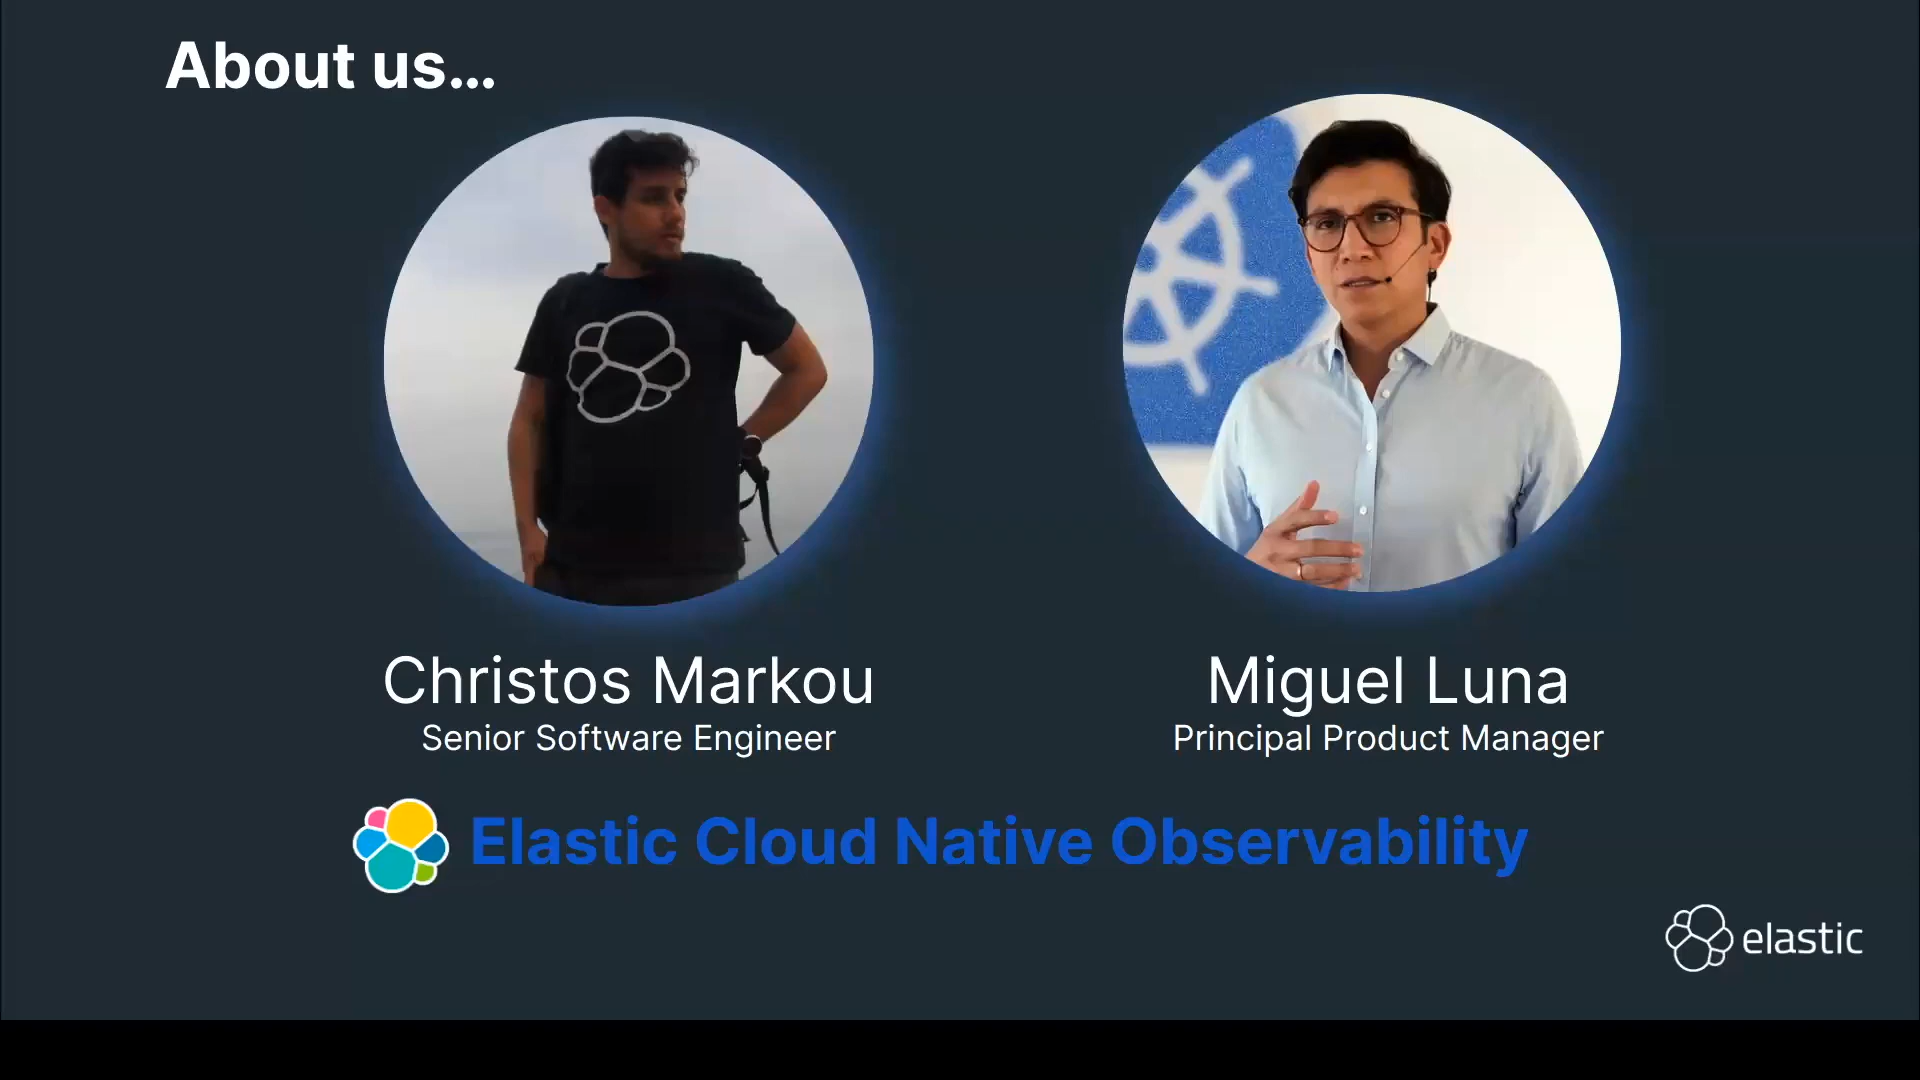 About us...
Christos Markou
Senior Software Engineer
Miguel Luna
Principal Product Manager
Elastic Cloud Native Observability
elastic